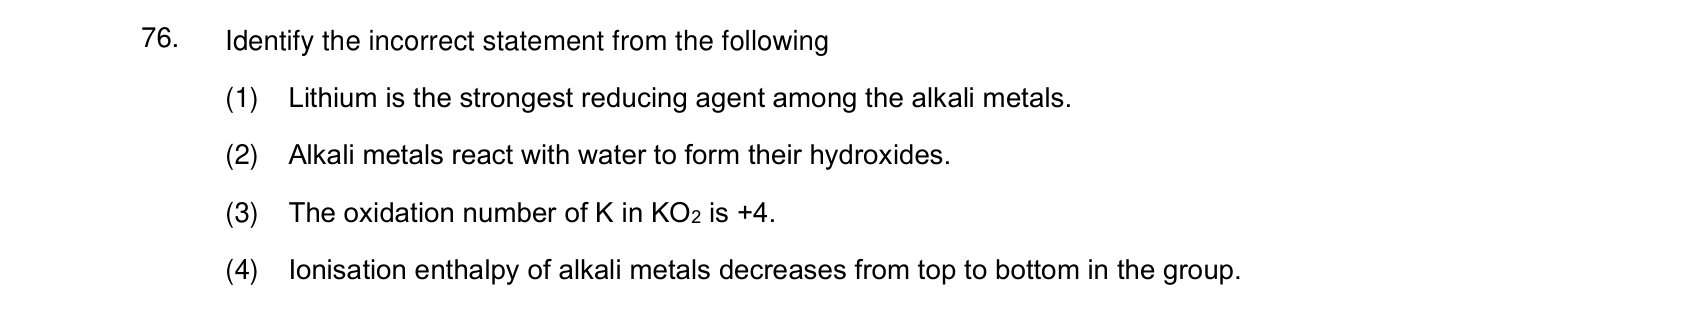 76. Identify the incorrect statement from the following
(1) Lithium is the strongest reducing agent among the alkali metals.
(2) Alkali metals react with water to form their hydroxides.
(3) The oxidation number of K in KO₂ is +4.
(4) Ionisation enthalpy of alkali metals decreases from top to bottom in the group.